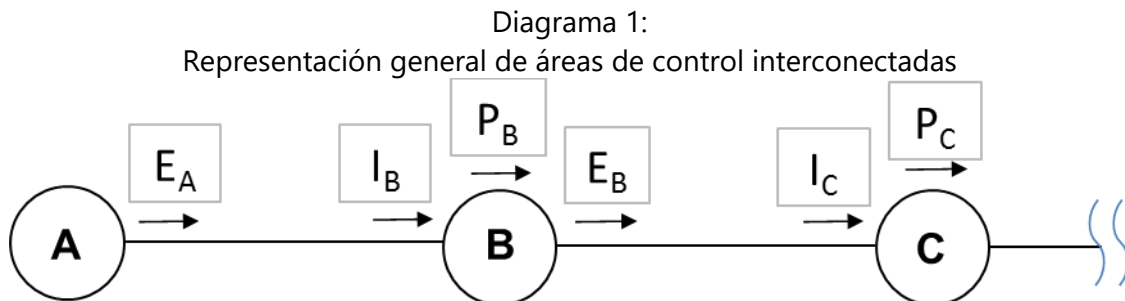 Diagrama 1:
Representación general de áreas de control interconectadas
E_A
I_B
P_B
E_B
I_C
P_C
A
B
C